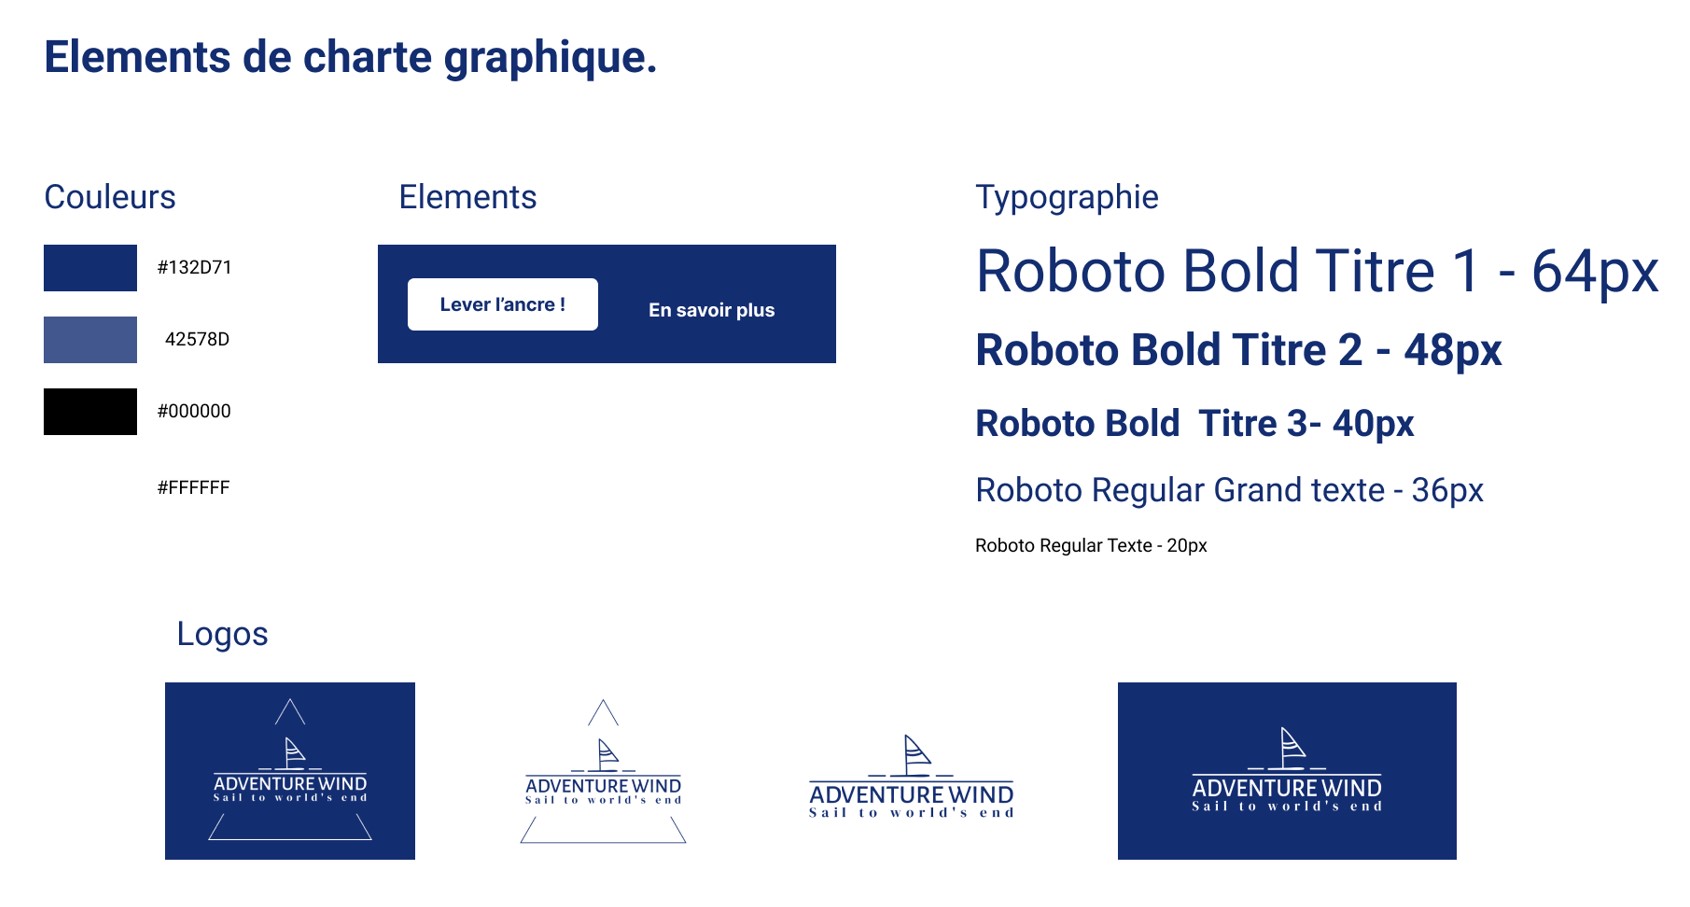 Elements de charte graphique.
Couleurs
#132D71
42578D
#000000
#FFFFFF
Elements
Lever l’ancre !
En savoir plus
Typographie
Roboto Bold Titre 1 - 64px
Roboto Bold Titre 2 - 48px
Roboto Bold  Titre 3- 40px
Roboto Regular Grand texte - 36px
Roboto Regular Texte - 20px
Logos
ADVENTURE WIND
Sail to world's end
ADVENTURE WIND
Sail to world's end
ADVENTURE WIND
Sail to world's end
ADVENTURE WIND
Sail to world's end